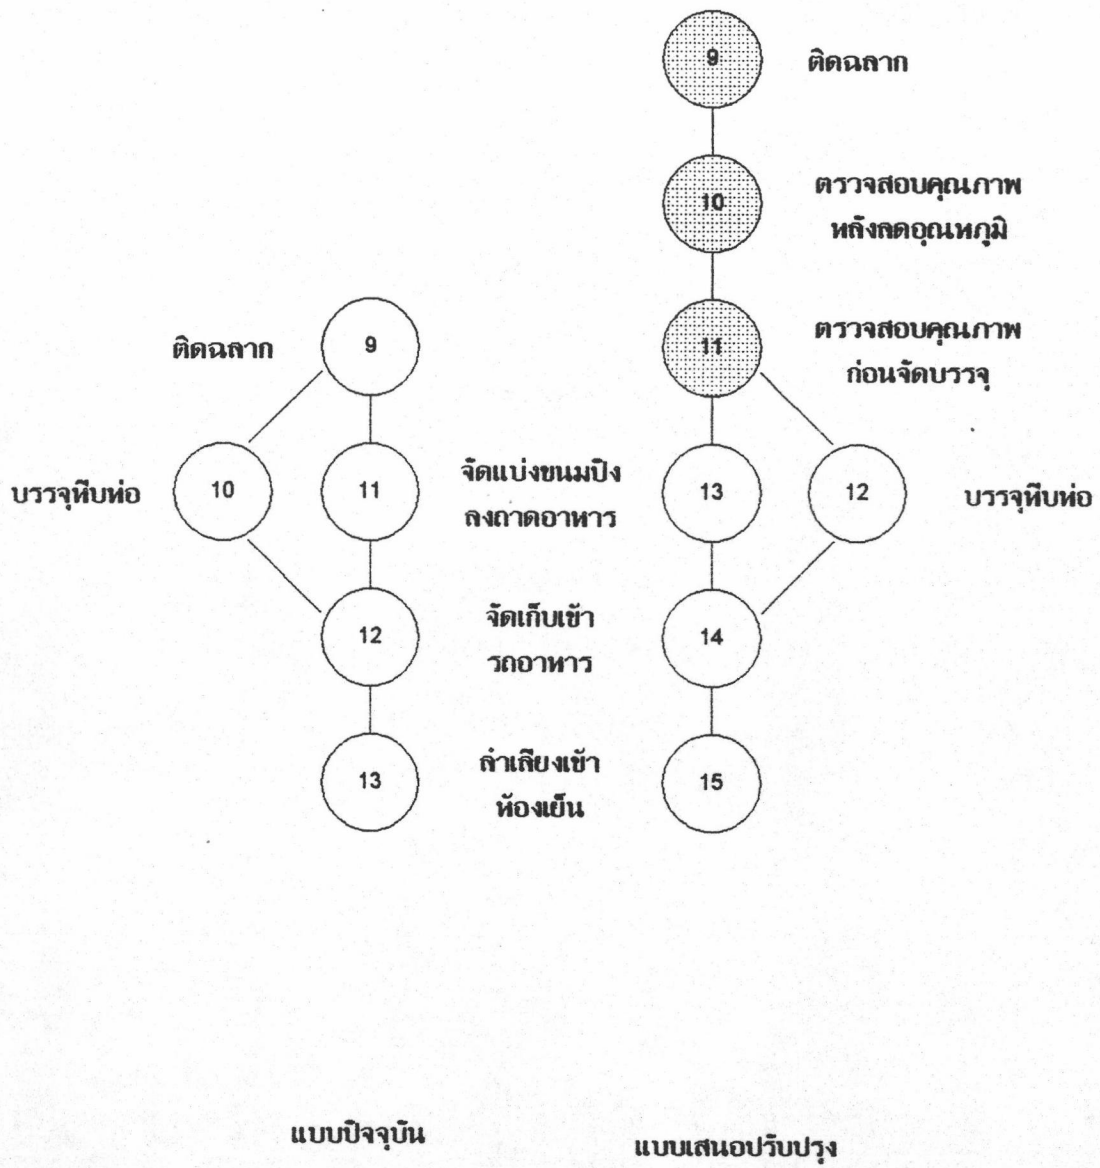 9 ติดฉลาก
10 ตรวจสอบคุณภาพ
หลังลดอุณหภูมิ
ติดฉลาก 9
11 ตรวจสอบคุณภาพ
ก่อนจัดบรรจุ
บรรจุหีบห่อ 10 11 จัดแบ่งขนมปัง
ลงถาดอาหาร 13 12 บรรจุหีบห่อ
12 จัดเก็บเข้า
รถอาหาร 14
13 ลำเลียงเข้า
ห้องเย็น 15
แบบปัจจุบัน
แบบเสนอปรับปรุง